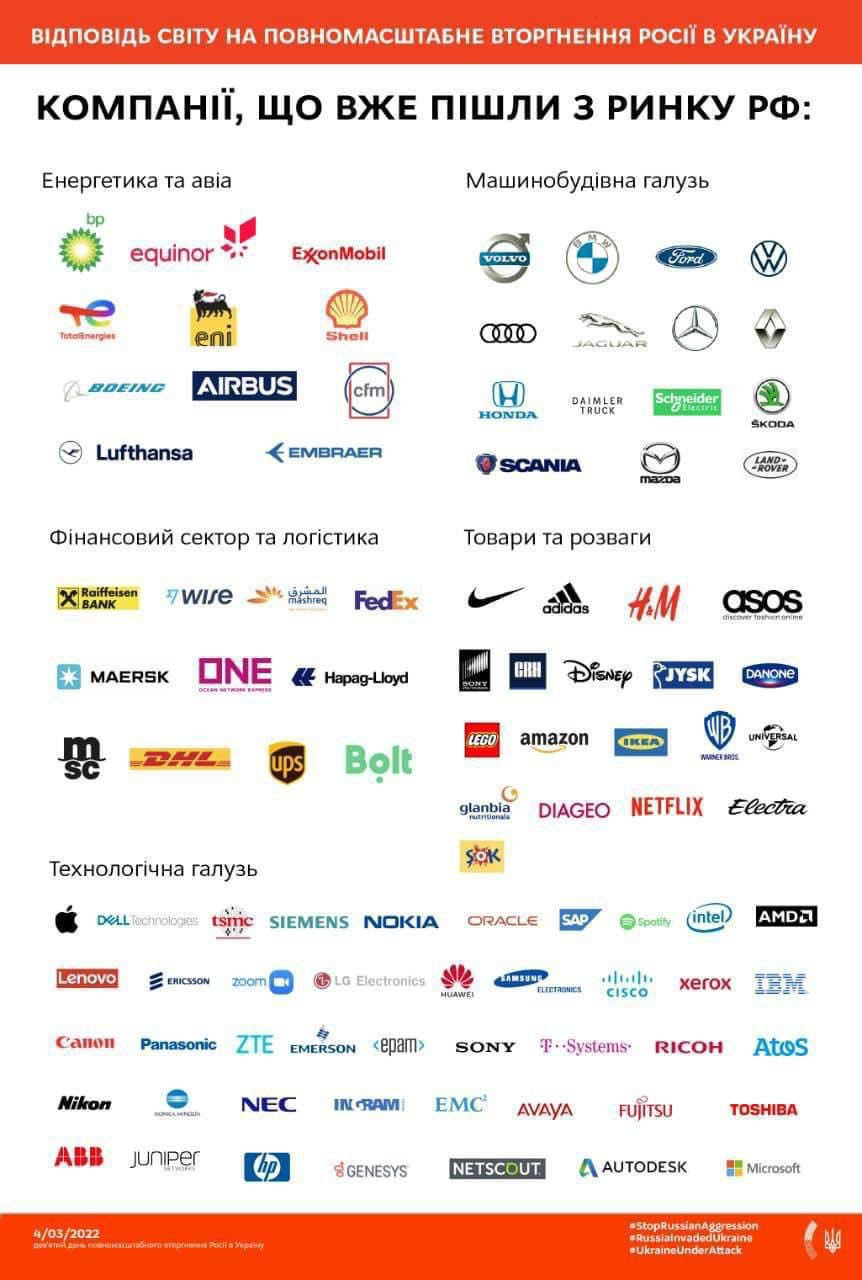 ВІДПОВІДЬ СВІТУ НА ПОВНОМАСШТАБНЕ ВТОРГНЕННЯ РОСІЇ В УКРАЇНУ
КОМПАНІЇ, ЩО ВЖЕ ПІШЛИ З РИНКУ РФ:
Енергетика та авіа
bp
equinor
ExxonMobil
TotalEnergies
eni
Shell
BOEING
AIRBUS
cfm
Lufthansa
EMBRAER
Машинобудівна галузь
VOLVO
BMW
Ford
VW
JAGUAR
HONDA
DAIMLER
TRUCK
Schneider
Electric
ŠKODA
SCANIA
mazda
LAND-
-ROVER
Фінансовий сектор та логістика
Raiffeisen
BANK
wise
المشرق
mashreq
FedEx
MAERSK
ONE
OCEAN NETWORK EXPRESS
Hapag-Lloyd
msc
DHL
ups
Bolt
Товари та розваги
adidas
H&M
asos
discover fashion online
SONY
CRH
Disney
JYSK
DANONE
LEGO
amazon
IKEA
WB
WARNER BROS.
UNIVERSAL
glanbia
nutritionals
DIAGEO
NETFLIX
Electra
ŞOK
Технологічна галузь
DELLTechnologies
tsmc
SIEMENS
NOKIA
ORACLE
SAP
Spotify
intel
AMD
Lenovo
ERICSSON
zoom
LG Electronics
HUAWEI
SAMSUNG
ELECTRONICS
CISCO
xerox
IBM
Canon
Panasonic
ZTE
EMERSON
<epam>
SONY
T··Systems·
RICOH
Atos
Nikon
KONICA MINOLTA
NEC
INGRAM
EMC²
AVAYA
FUJITSU
TOSHIBA
ABB
JUNIPER
NETWORKS
hp
GENESYS
NETSCOUT
AUTODESK
Microsoft
4/03/2022
дев'ятий день повномасштабного вторгнення Росії в Україну
#StopRussianAggression
#RussiaInvadedUkraine
#UkraineUnderAttack